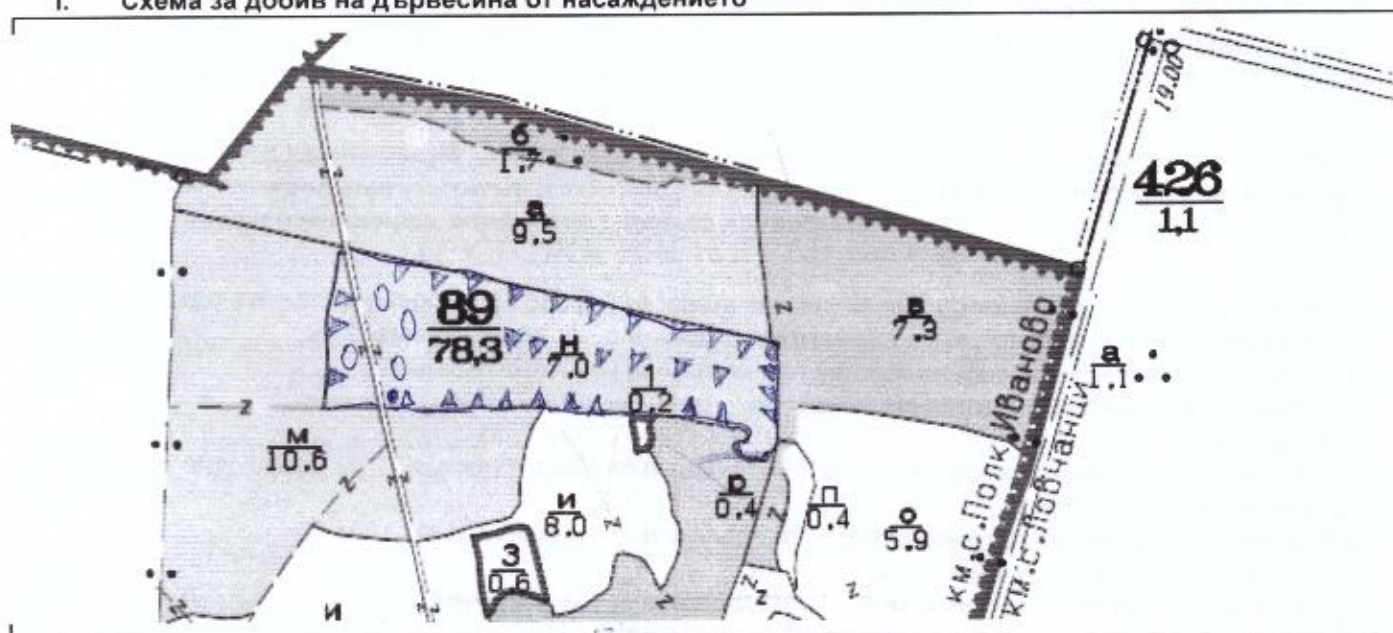 I. Схема за добив на дървесина от насаждението
б
1.7
а
9.5
19.00
426
1,1
89
78,3
н
7.0
1
0.2
в
7.3
а
1.1
м
10.6
и
8.0
р
0.4
п
0.4
о
5.9
З
0.6
и
км.с.Полк.Иваново
км.с.Ловчанци
z
z
z
z
z
z
z
z
z